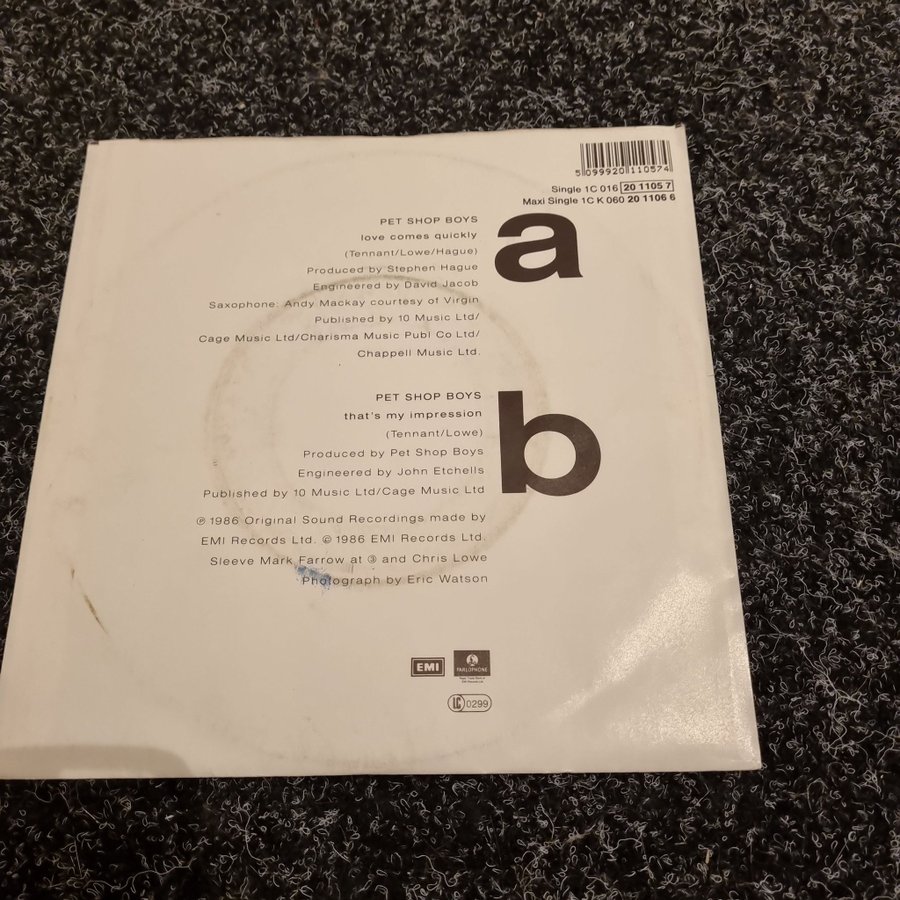 5 099920 110574
Single 1C 016 20 1105 7
Maxi Single 1C K 060 20 1106 6
a
PET SHOP BOYS
love comes quickly
(Tennant/Lowe/Hague)
Produced by Stephen Hague
Engineered by David Jacob
Saxophone: Andy Mackay courtesy of Virgin
Published by 10 Music Ltd/
Cage Music Ltd/Charisma Music Publ Co Ltd/
Chappell Music Ltd.
b
PET SHOP BOYS
that's my impression
(Tennant/Lowe)
Produced by Pet Shop Boys
Engineered by John Etchells
Published by 10 Music Ltd/Cage Music Ltd
℗ 1986 Original Sound Recordings made by
EMI Records Ltd. © 1986 EMI Records Ltd.
Sleeve Mark Farrow at ③ and Chris Lowe
Photograph by Eric Watson
EMI
PARLOPHONE
LC 0299